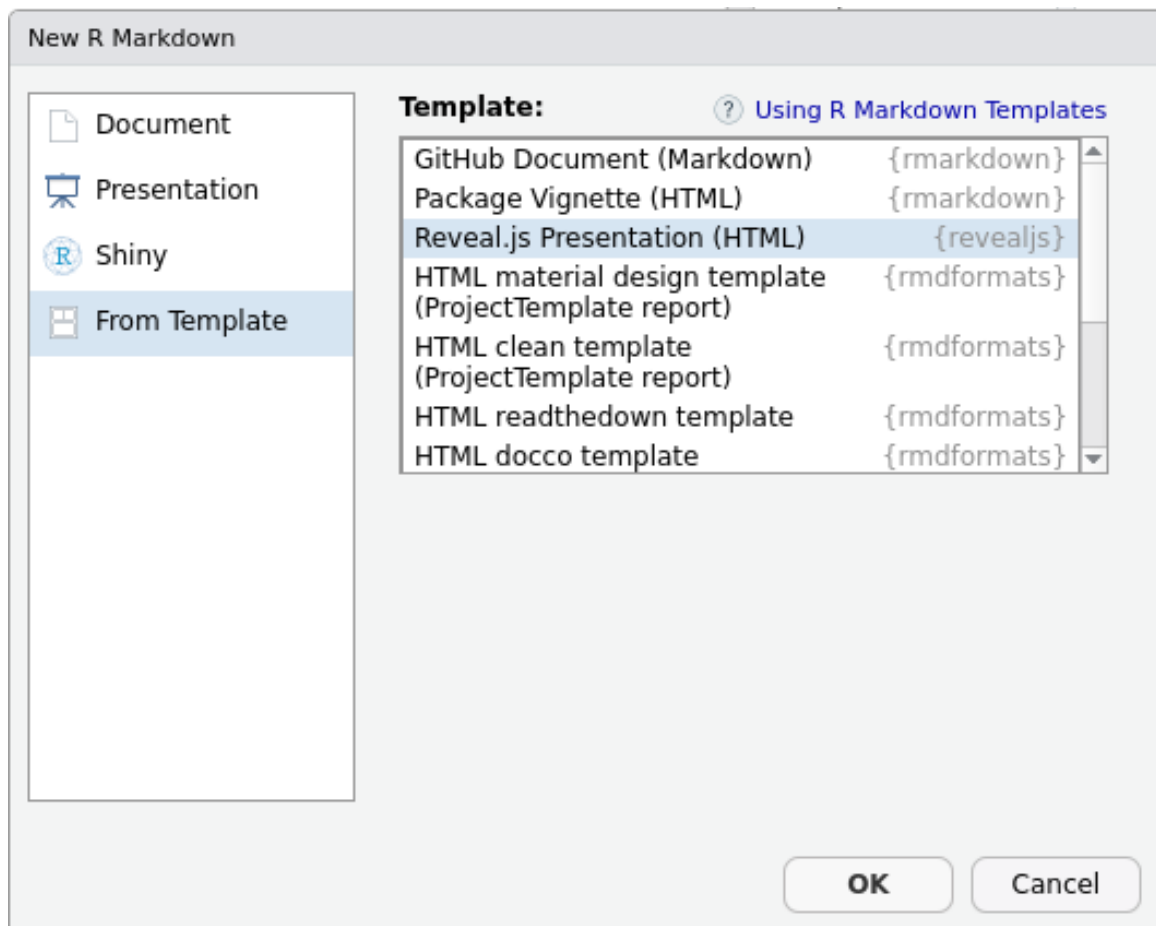 New R Markdown
Document
Presentation
R Shiny
From Template
Template:
? Using R Markdown Templates
GitHub Document (Markdown) {rmarkdown}
Package Vignette (HTML) {rmarkdown}
Reveal.js Presentation (HTML) {revealjs}
HTML material design template {rmdformats}
(ProjectTemplate report)
HTML clean template {rmdformats}
(ProjectTemplate report)
HTML readthedown template {rmdformats}
HTML docco template {rmdformats}
OK Cancel